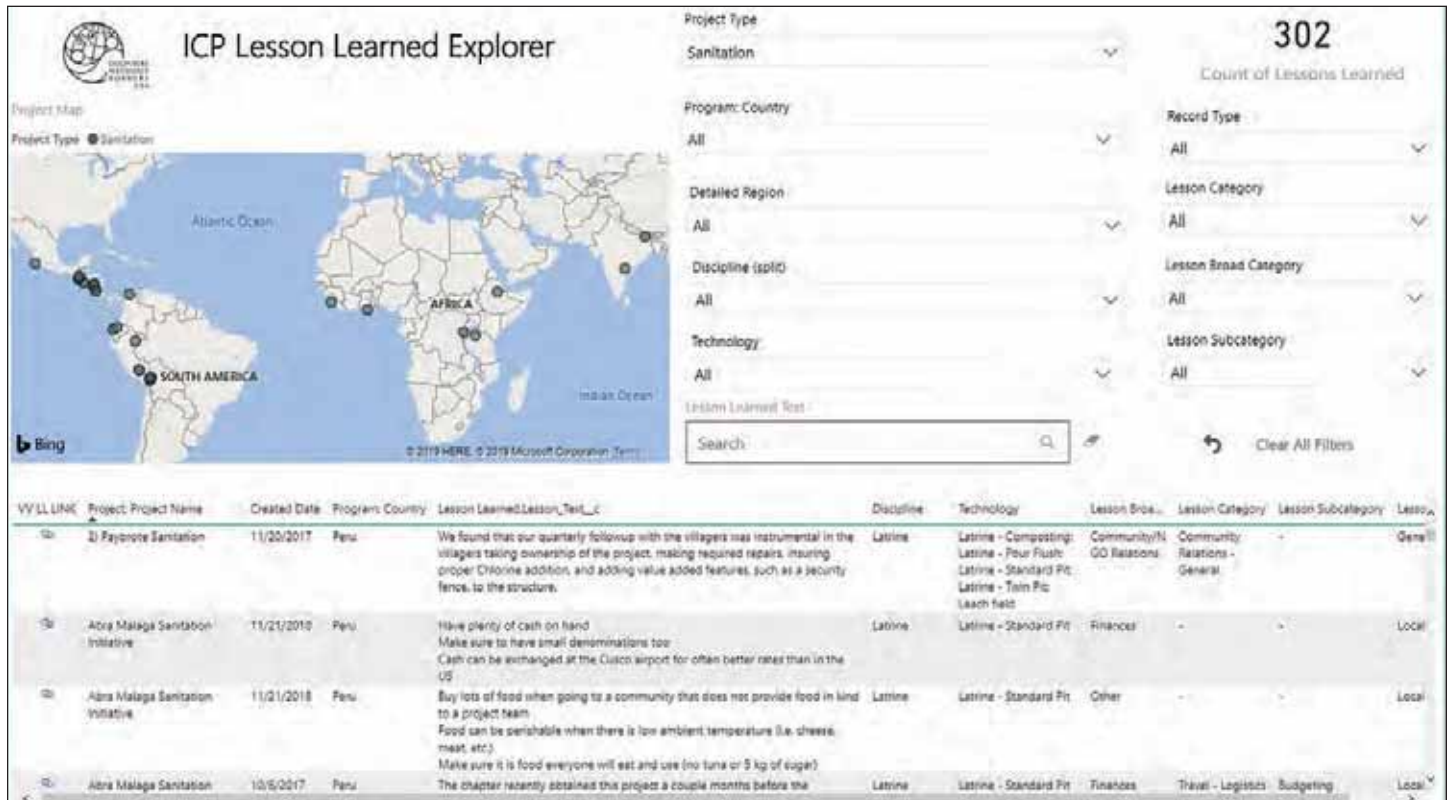 ICP Lesson Learned Explorer
Project Map
Project Type Sanitation
Atlantic Ocean
AFRICA
SOUTH AMERICA
Indian Ocean
Bing
© 2019 HERE, © 2019 Microsoft Corporation Terms
Project Type
Sanitation
Program: Country
All
Detailed Region
All
Discipline (split)
All
Technology
All
Lesson Learned Text
Search
302
Count of Lessons Learned
Record Type
All
Lesson Category
All
Lesson Broad Category
All
Lesson Subcategory
All
Clear All Filters
VV LL LINK Project: Project Name Created Date Program: Country Lesson Learned:Lesson_Text__c Discipline Technology Lesson Broa... Lesson Category Lesson Subcategory Lesso
2) Payorote Sanitation 11/20/2017 Peru We found that our quarterly followup with the villagers was instrumental in the Latrine Latrine - Composting; Community/N Community - Gene
villagers taking ownership of the project, making required repairs, insuring Latrine - Pour Flush; GO Relations Relations -
proper Chlorine addition, and adding value added features, such as a security Latrine - Standard Pit; General
fence, to the structure. Latrine - Twin Pit;
Leach field
Abra Malaga Sanitation 11/21/2018 Peru Have plenty of cash on hand Latrine Latrine - Standard Pit Finances - - Local
Initiative Make sure to have small denominations too
Cash can be exchanged at the Cusco airport for often better rates than in the
US
Abra Malaga Sanitation 11/21/2018 Peru Buy lots of food when going to a community that does not provide food in kind Latrine Latrine - Standard Pit Other - - Local
Initiative to a project team
Food can be perishable when there is low ambient temperature (i.e. cheese,
meat, etc.)
Make sure it is food everyone will eat and use (no tuna or 5 kg of sugar)
Abra Malaga Sanitation 10/5/2017 Peru The chapter recently obtained this project a couple months before the Latrine Latrine - Standard Pit Finances Travel - Logistics Budgeting Local